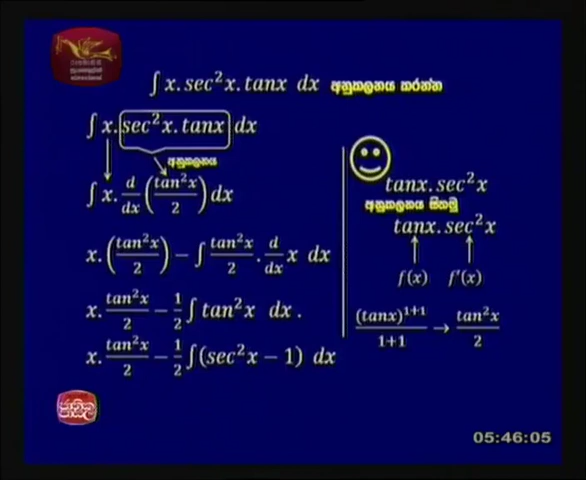 ∫ x.sec²x.tanx dx අනුකලනය කරන්න
∫ x. sec²x.tanx dx
අනුකලනය
∫ x. d/dx (tan²x/2) dx
x. (tan²x/2) − ∫ tan²x/2 . d/dx x dx
x. tan²x/2 − 1/2 ∫ tan²x dx .
x. tan²x/2 − 1/2 ∫(sec²x − 1) dx
tanx.sec²x
අනුකලනය සිතමු
tanx.sec²x
f(x) f′(x)
(tanx)¹⁺¹/1+1 → tan²x/2
ජාතික
05:46:05